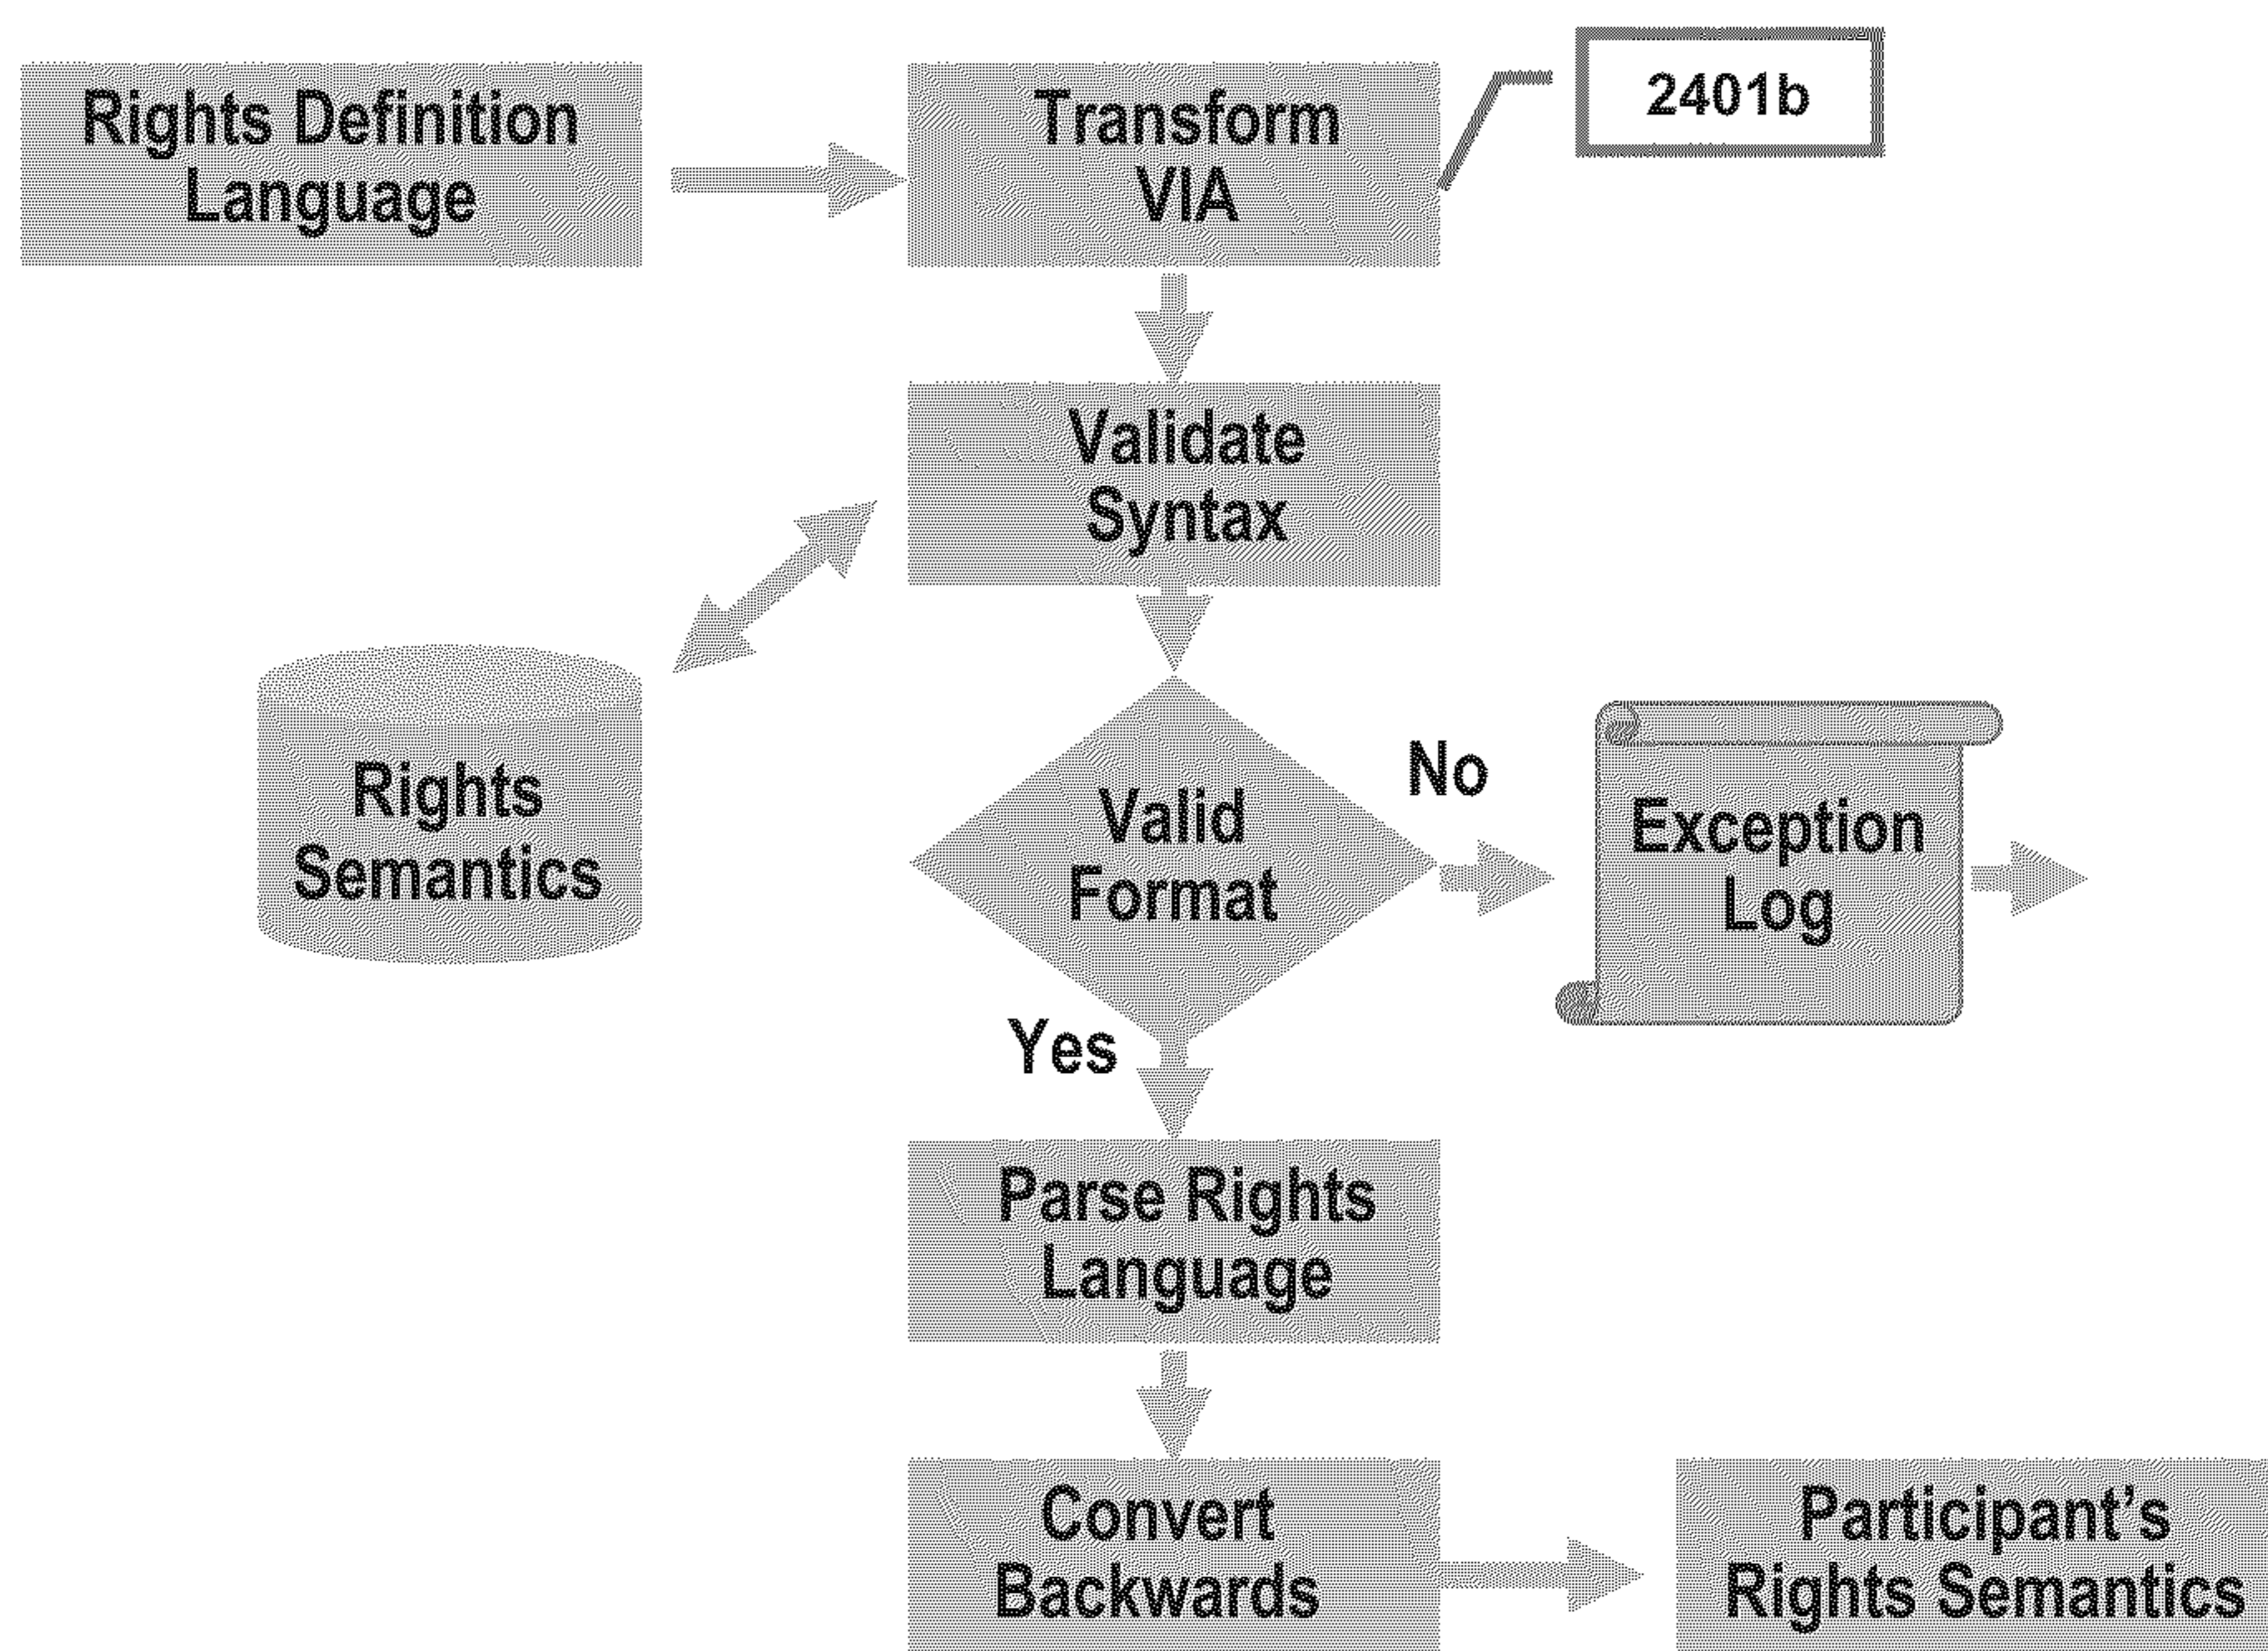 Rights Definition
Language
Transform
VIA
2401b
Validate
Syntax
Rights
Semantics
Valid
Format
No
Exception
Log
Yes
Parse Rights
Language
Convert
Backwards
Participant’s
Rights Semantics